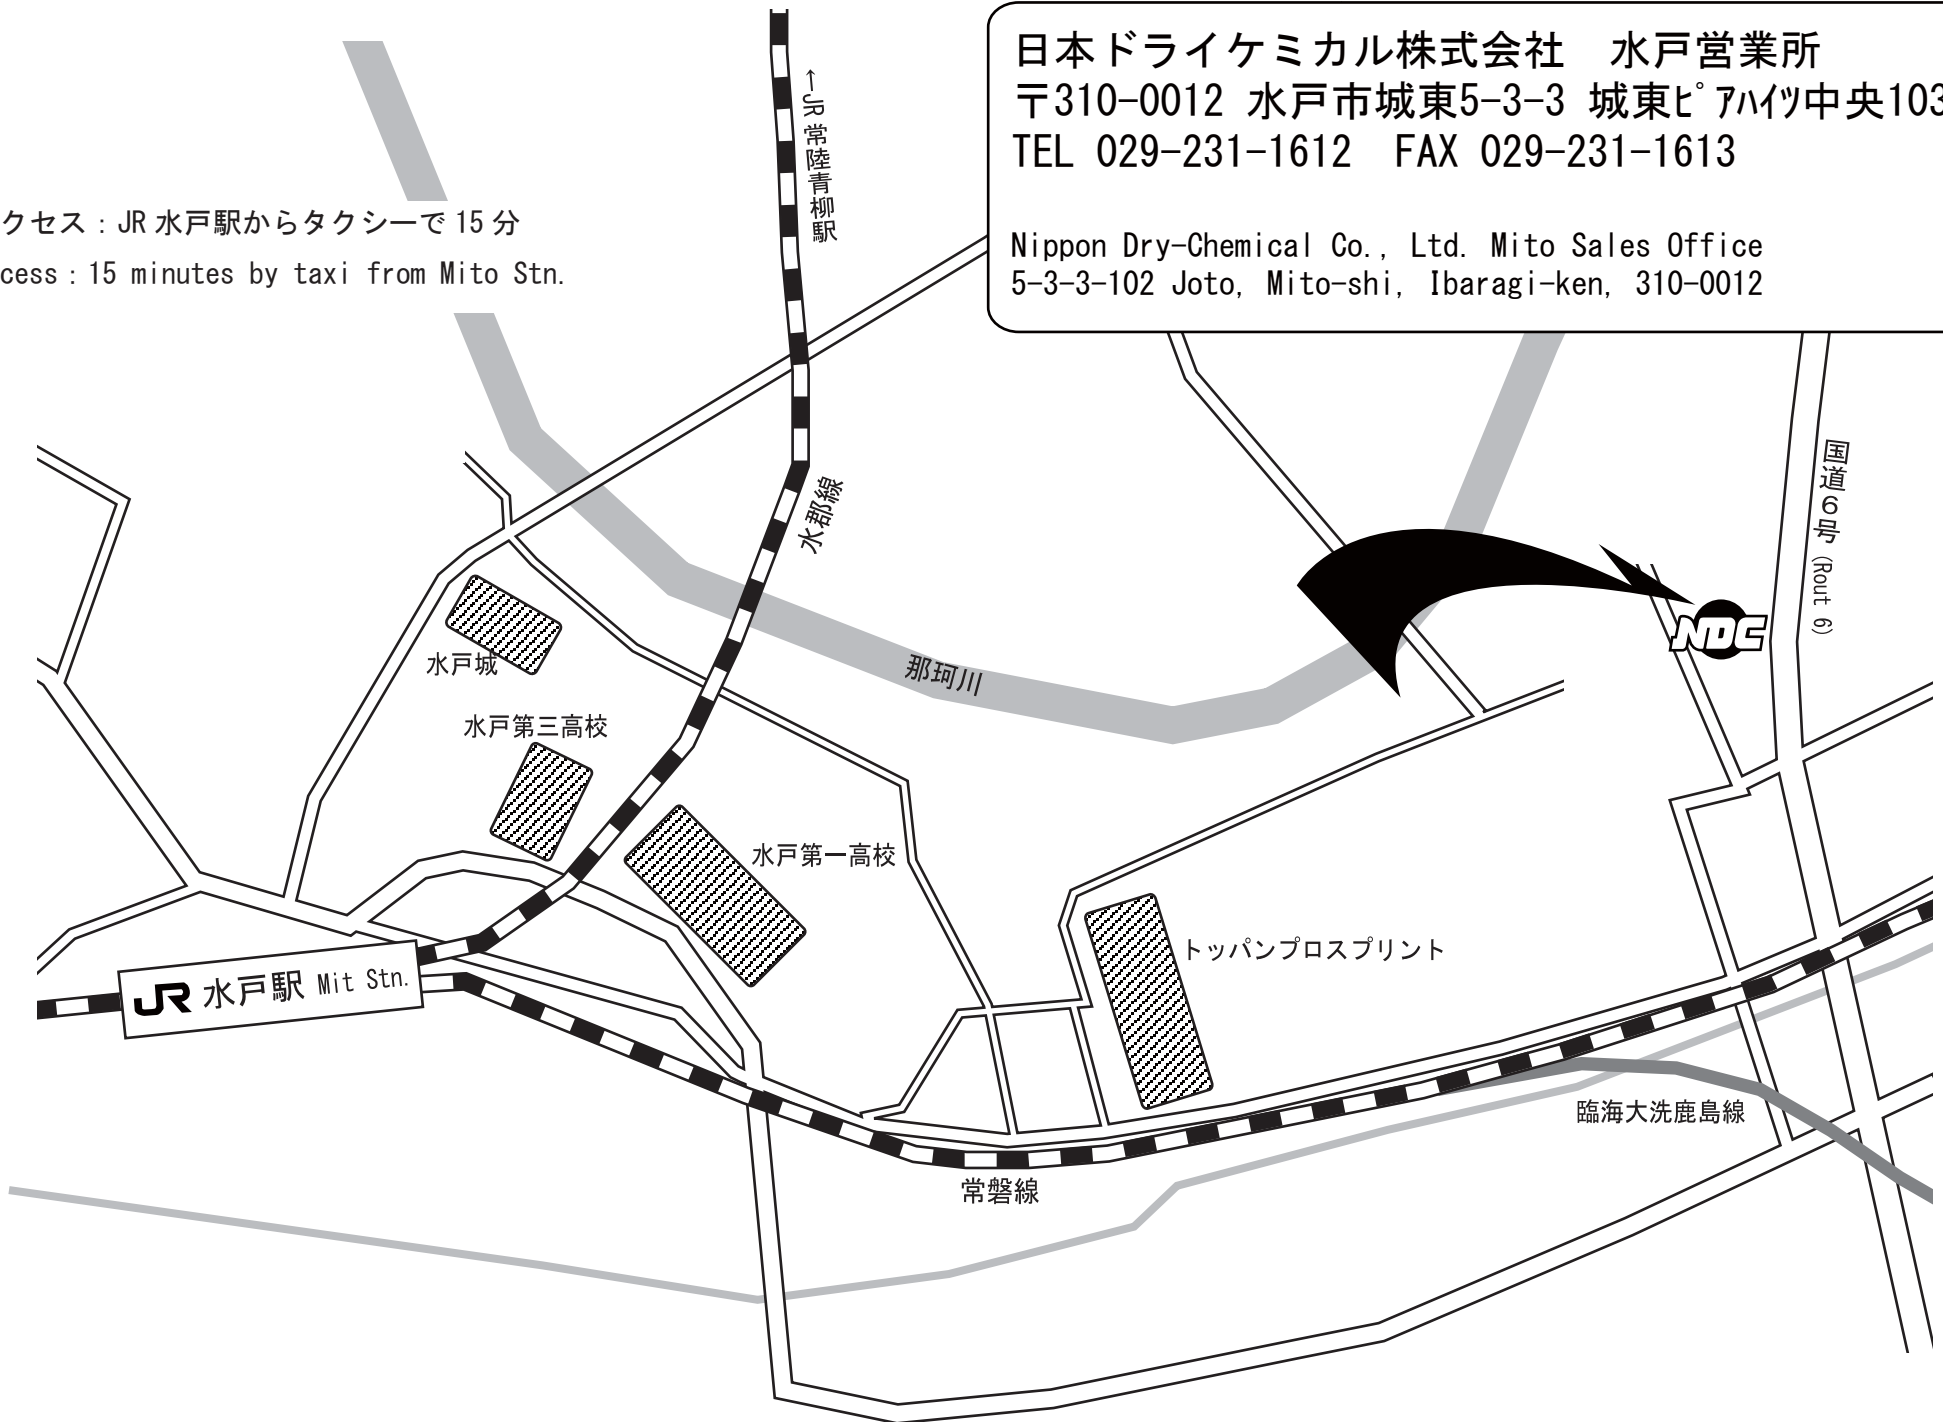 日本ドライケミカル株式会社　水戸営業所
〒310-0012 水戸市城東5-3-3 城東ﾋﾟｱﾊｲﾂ中央103
TEL 029-231-1612　FAX 029-231-1613
Nippon Dry-Chemical Co., Ltd. Mito Sales Office
5-3-3-102 Joto, Mito-shi, Ibaragi-ken, 310-0012
←JR 常陸青柳駅
クセス：JR 水戸駅からタクシーで 15 分
cess：15 minutes by taxi from Mito Stn.
国道6号 (Rout 6)
水郡線
NDC
水戸城
那珂川
水戸第三高校
水戸第一高校
トッパンプロスプリント
JR 水戸駅 Mit Stn.
臨海大洗鹿島線
常磐線